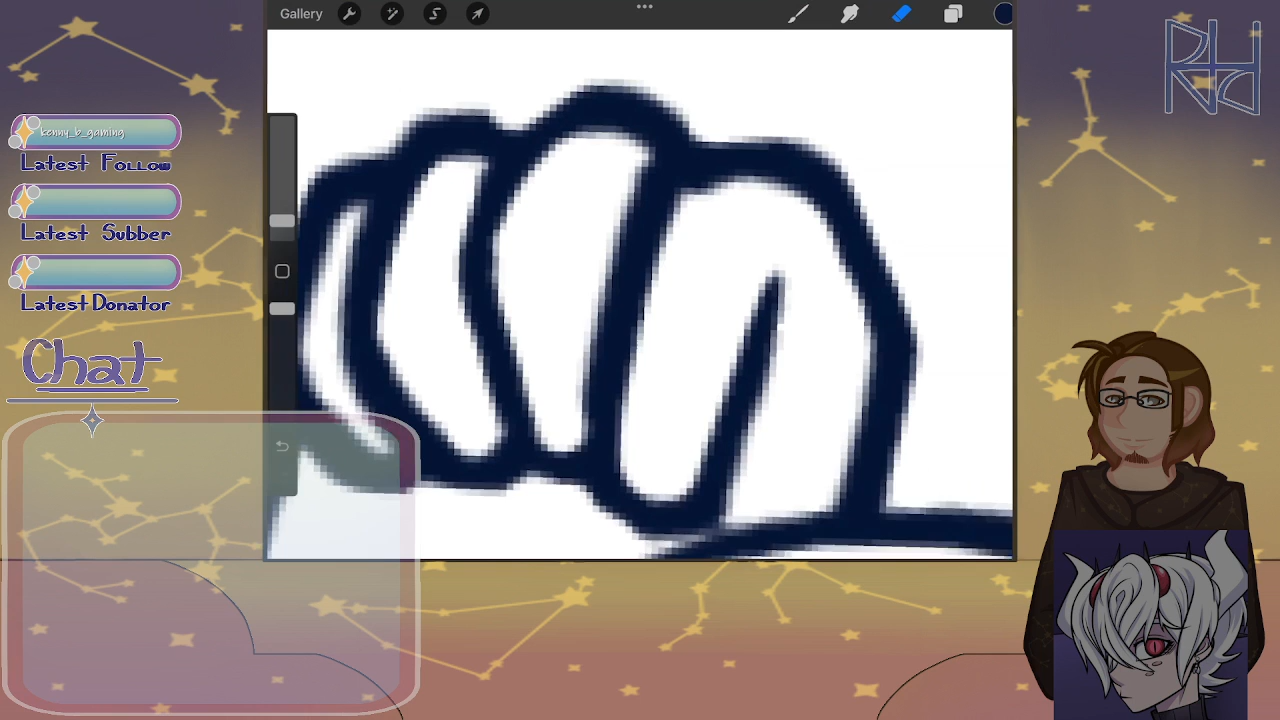 Gallery
kenny_b_gaming
Latest Follow
Latest Subber
Latest Donator
Chat